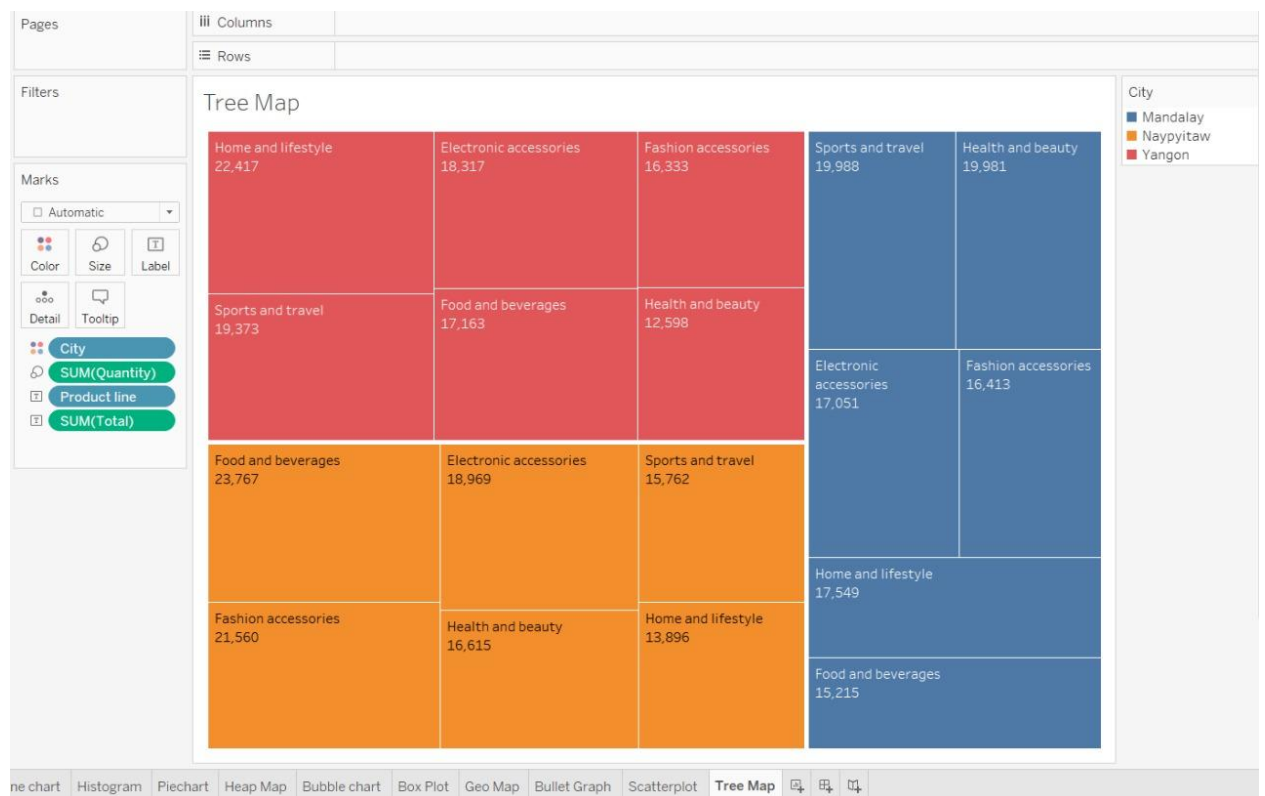 Pages
Columns
Rows
Filters
Marks
Automatic
Color
Size
Label
Detail
Tooltip
City
SUM(Quantity)
Product line
SUM(Total)
Tree Map
Home and lifestyle
22,417
Electronic accessories
18,317
Fashion accessories
16,333
Sports and travel
19,373
Food and beverages
17,163
Health and beauty
12,598
Food and beverages
23,767
Electronic accessories
18,969
Sports and travel
15,762
Fashion accessories
21,560
Health and beauty
16,615
Home and lifestyle
13,896
Sports and travel
19,988
Health and beauty
19,981
Electronic
accessories
17,051
Fashion accessories
16,413
Home and lifestyle
17,549
Food and beverages
15,215
City
Mandalay
Naypyitaw
Yangon
ne chart
Histogram
Piechart
Heap Map
Bubble chart
Box Plot
Geo Map
Bullet Graph
Scatterplot
Tree Map